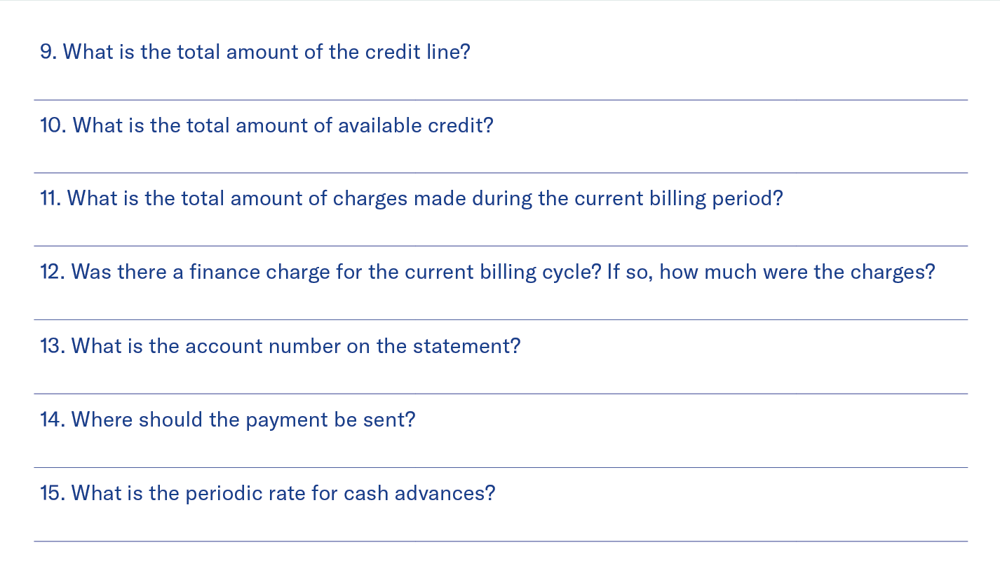 9. What is the total amount of the credit line?
10. What is the total amount of available credit?
11. What is the total amount of charges made during the current billing period?
12. Was there a finance charge for the current billing cycle? If so, how much were the charges?
13. What is the account number on the statement?
14. Where should the payment be sent?
15. What is the periodic rate for cash advances?